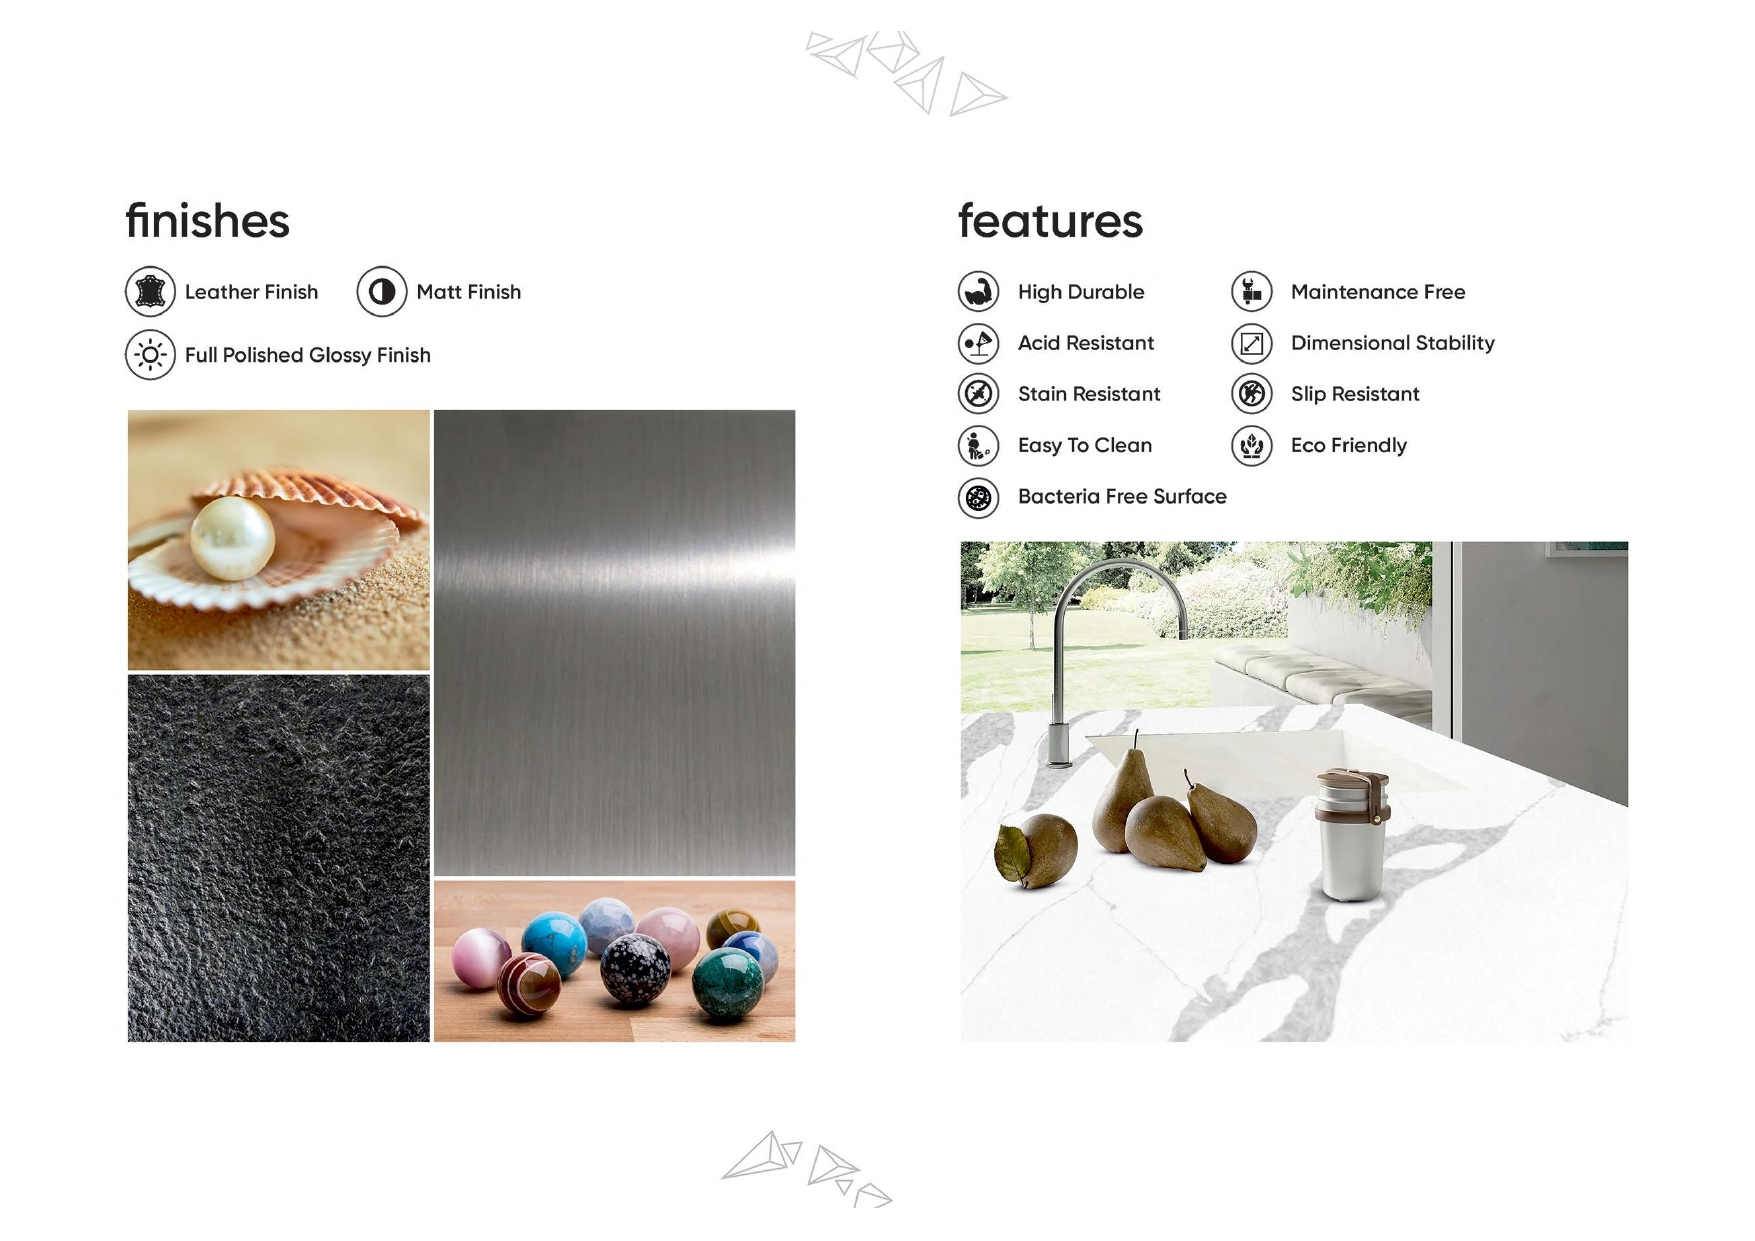 finishes
Leather Finish
Matt Finish
Full Polished Glossy Finish
features
High Durable
Maintenance Free
Acid Resistant
Dimensional Stability
Stain Resistant
Slip Resistant
Easy To Clean
Eco Friendly
Bacteria Free Surface